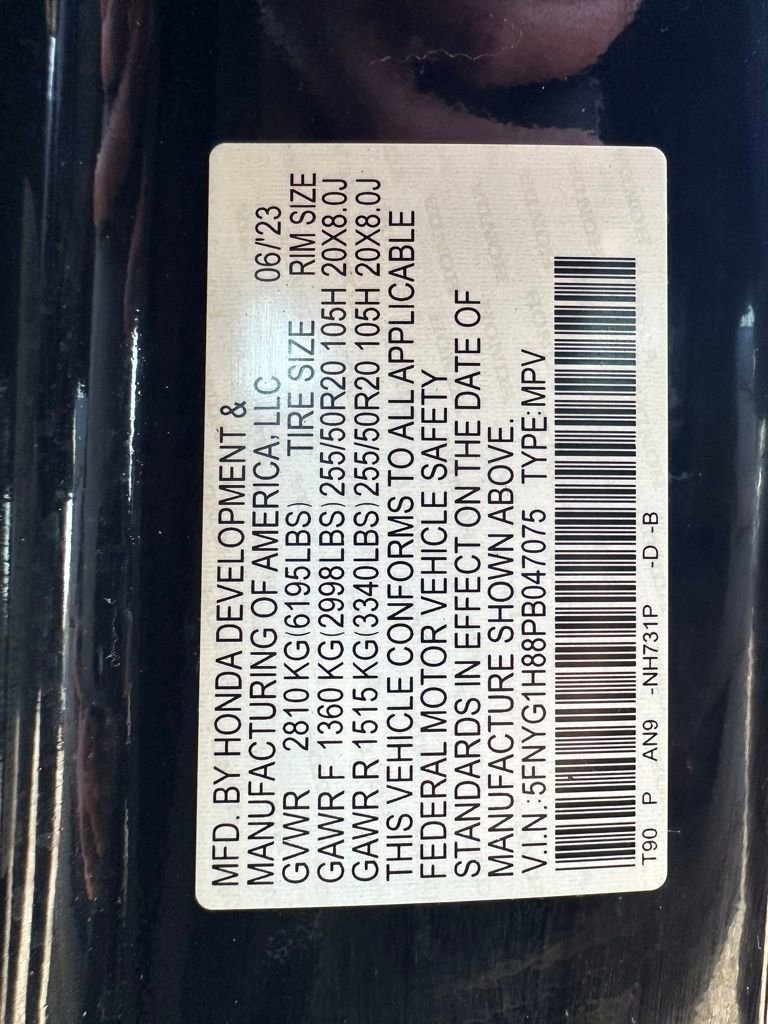 MFD. BY HONDA DEVELOPMENT &
MANUFACTURING OF AMERICA, LLC 06/'23
GVWR 2810 KG(6195LBS) TIRE SIZE RIM SIZE
GAWR F 1360 KG(2998LBS) 255/50R20 105H 20X8.0J
GAWR R 1515 KG(3340LBS) 255/50R20 105H 20X8.0J
THIS VEHICLE CONFORMS TO ALL APPLICABLE
FEDERAL MOTOR VEHICLE SAFETY
STANDARDS IN EFFECT ON THE DATE OF
MANUFACTURE SHOWN ABOVE.
V.I.N.:5FNYG1H88PB047075 TYPE:MPV
T90 P AN9 -NH731P -D -B